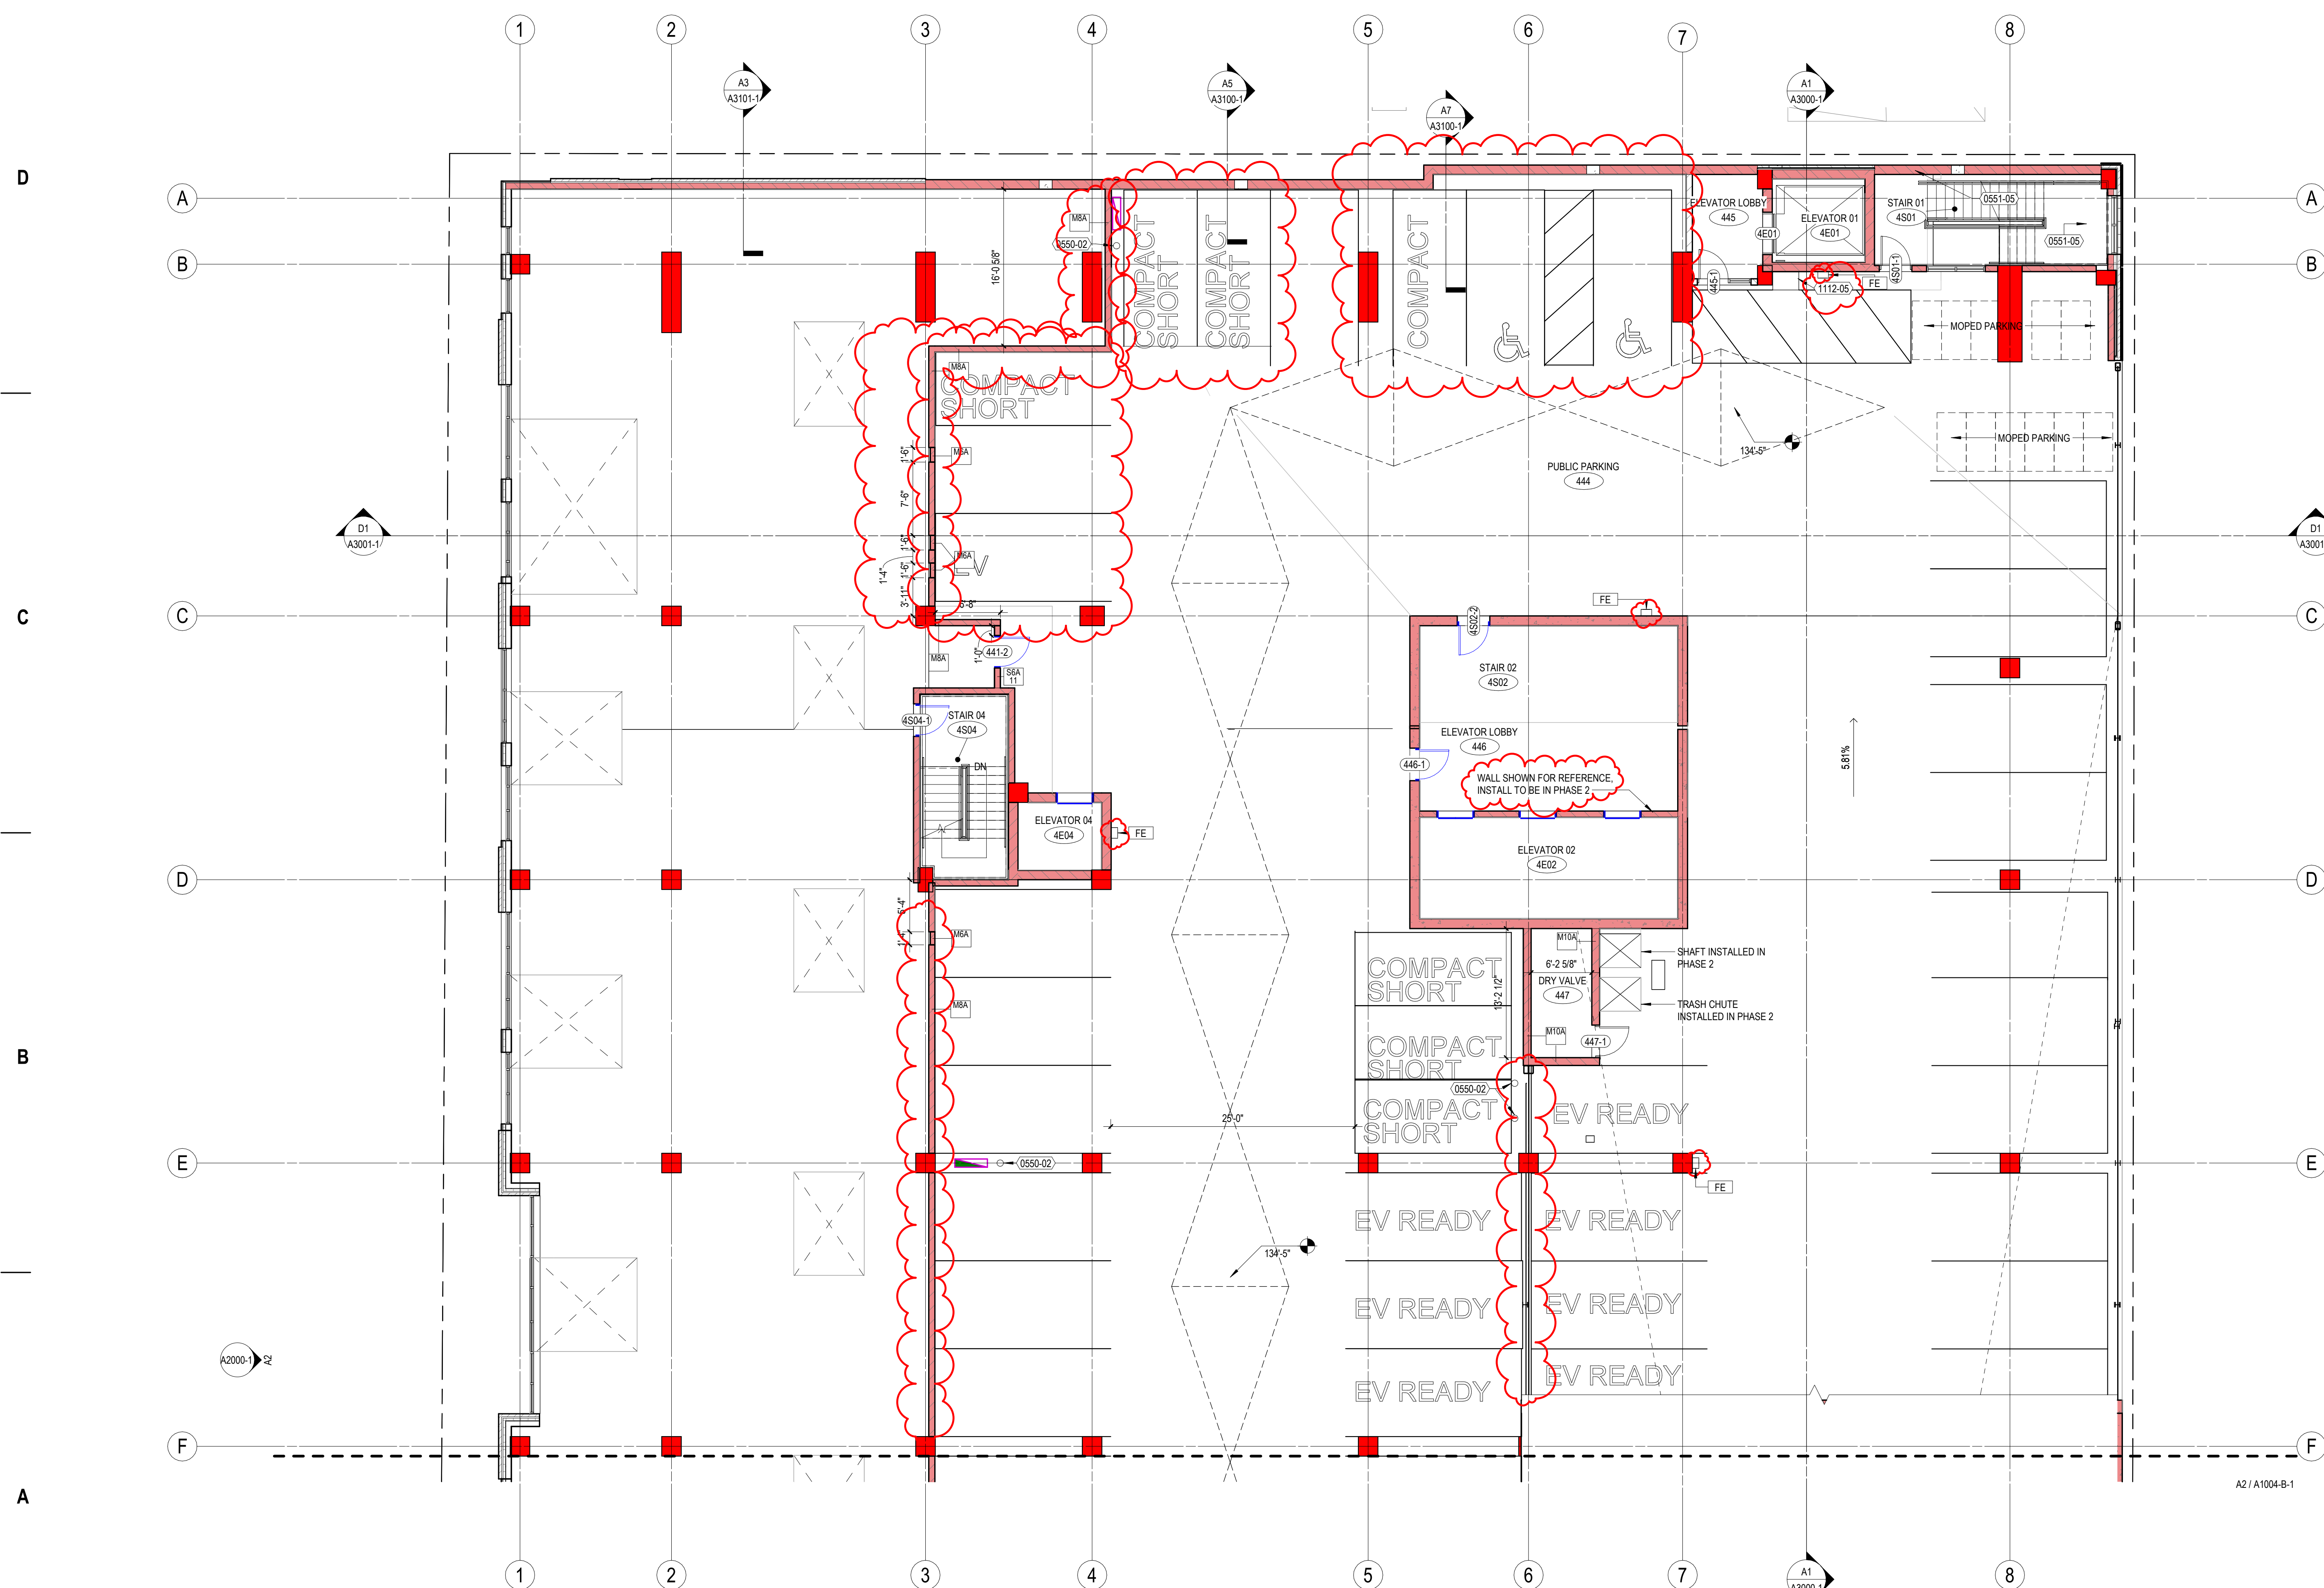 1
2
3
4
5
6
7
8
A3
A3101-1
A5
A3100-1
A7
A3100-1
A1
A3000-1
D
A
A
M8A
0550-02
COMPACT
SHORT
COMPACT
SHORT
COMPACT
ELEVATOR LOBBY
445
4E01
ELEVATOR 01
4E01
STAIR 01
4S01
0551-05
0551-05
B
B
16'-0 5/8"
445-1
4S01-1
1112-05
FE
MOPED PARKING
M8A
COMPACT
SHORT
134'-5"
MOPED PARKING
PUBLIC PARKING
444
1'-6"
M6A
7'-6"
1'-6"
M6A
EV
1'-6"
1'-4"
3'-11"
D1
A3001-1
D1
A3001
C
C
C
6'-8"
FE
4S02-2
1'-0"
441-2
M8A
S6A
11
STAIR 02
4S02
4S04-1
STAIR 04
4S04
DN
ELEVATOR LOBBY
446
446-1
5.81%
WALL SHOWN FOR REFERENCE,
INSTALL TO BE IN PHASE 2
ELEVATOR 04
4E04
FE
ELEVATOR 02
4E02
D
D
5'-4"
1'-4"
M6A
M10A
COMPACT
SHORT
6'-2 5/8"
SHAFT INSTALLED IN
PHASE 2
DRY VALVE
447
13'-2 1/2"
M8A
TRASH CHUTE
INSTALLED IN PHASE 2
M10A
447-1
COMPACT
SHORT
B
0550-02
COMPACT
SHORT
EV READY
25'-0"
E
0550-02
E
FE
EV READY
EV READY
134'-5"
EV READY
EV READY
A2000-1
A2
EV READY
EV READY
F
F
A
A2 / A1004-B-1
1
2
3
4
5
6
7
A1
A3000-1
8